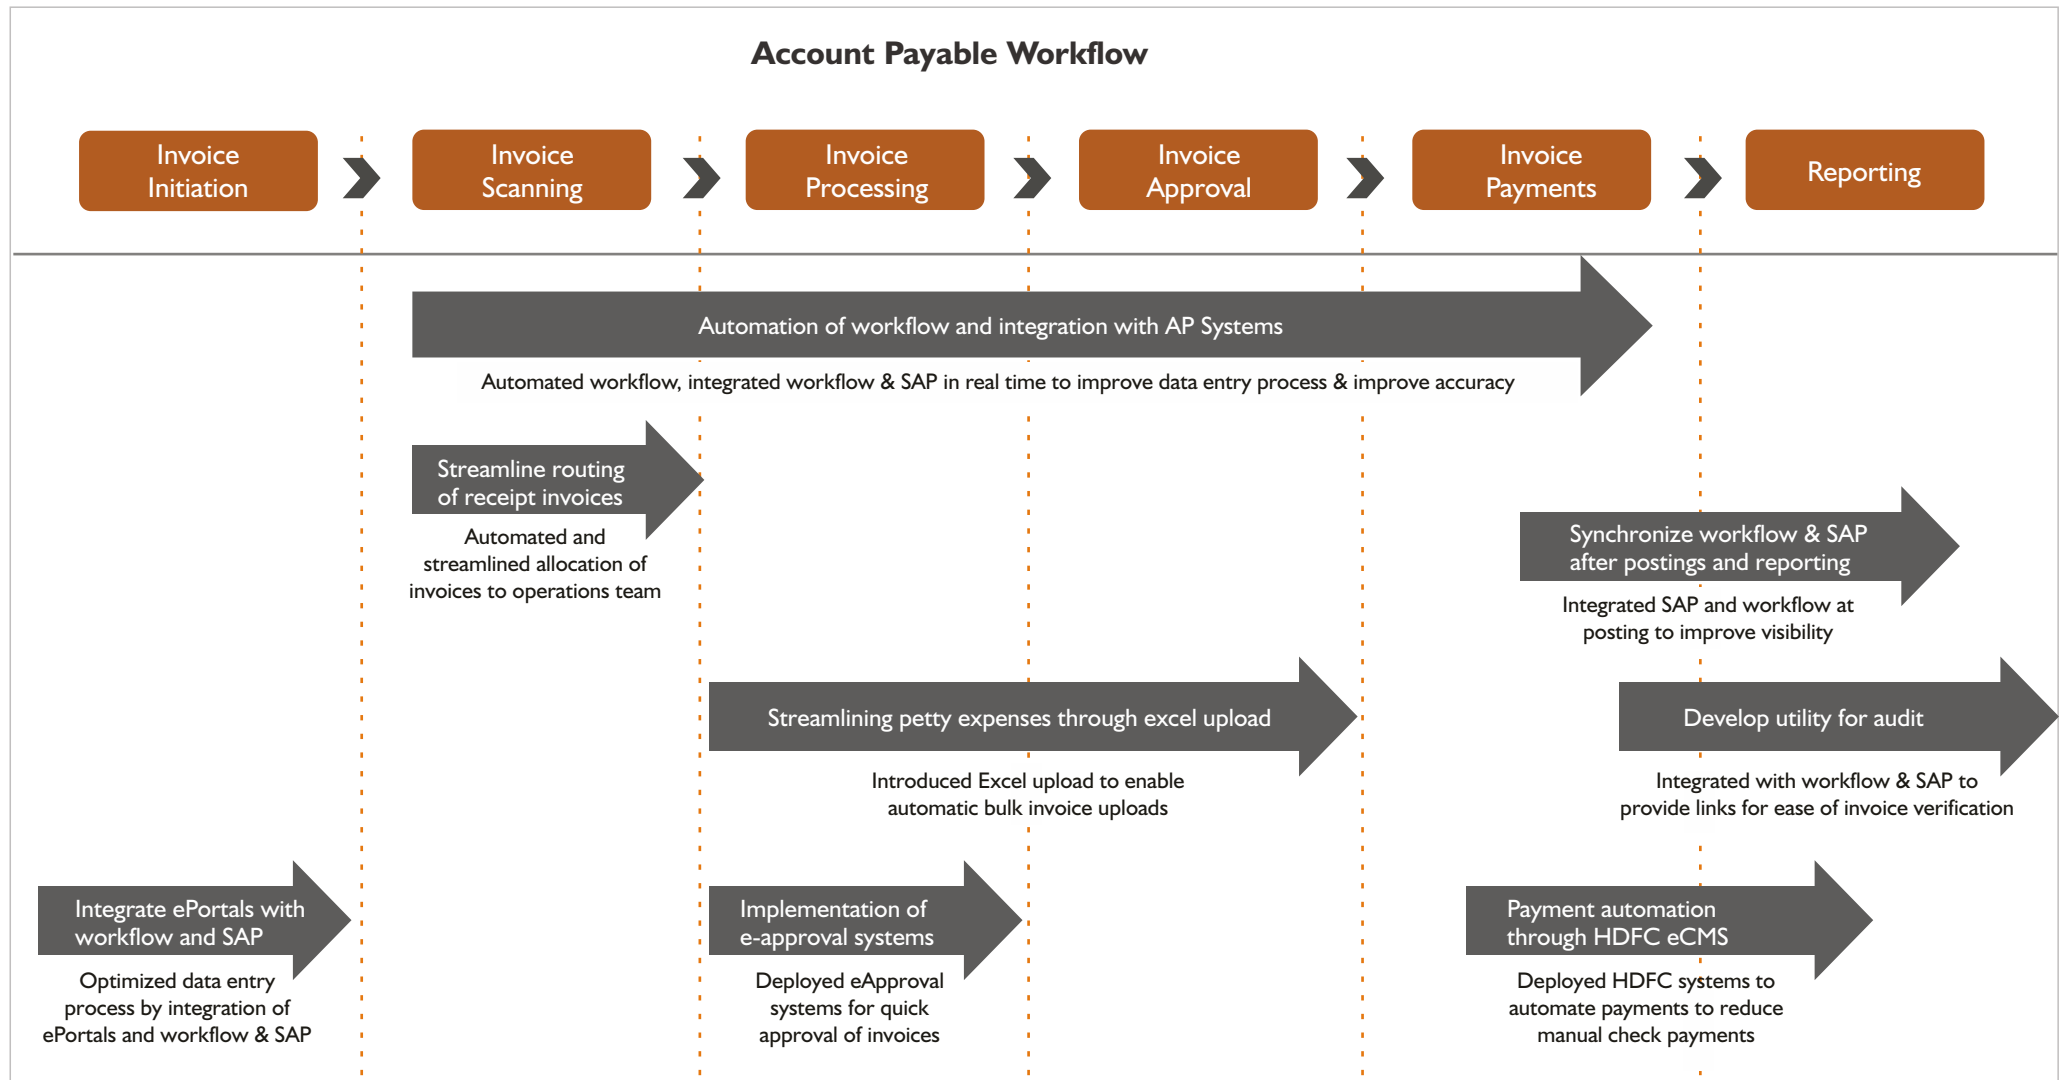 Account Payable Workflow
Invoice
Initiation
Invoice
Scanning
Invoice
Processing
Invoice
Approval
Invoice
Payments
Reporting
Automation of workflow and integration with AP Systems
Automated workflow, integrated workflow & SAP in real time to improve data entry process & improve accuracy
Streamline routing
of receipt invoices
Automated and
streamlined allocation of
invoices to operations team
Synchronize workflow & SAP
after postings and reporting
Integrated SAP and workflow at
posting to improve visibility
Streamlining petty expenses through excel upload
Introduced Excel upload to enable
automatic bulk invoice uploads
Develop utility for audit
Integrated with workflow & SAP to
provide links for ease of invoice verification
Integrate ePortals with
workflow and SAP
Optimized data entry
process by integration of
ePortals and workflow & SAP
Implementation of
e-approval systems
Deployed eApproval
systems for quick
approval of invoices
Payment automation
through HDFC eCMS
Deployed HDFC systems to
automate payments to reduce
manual check payments